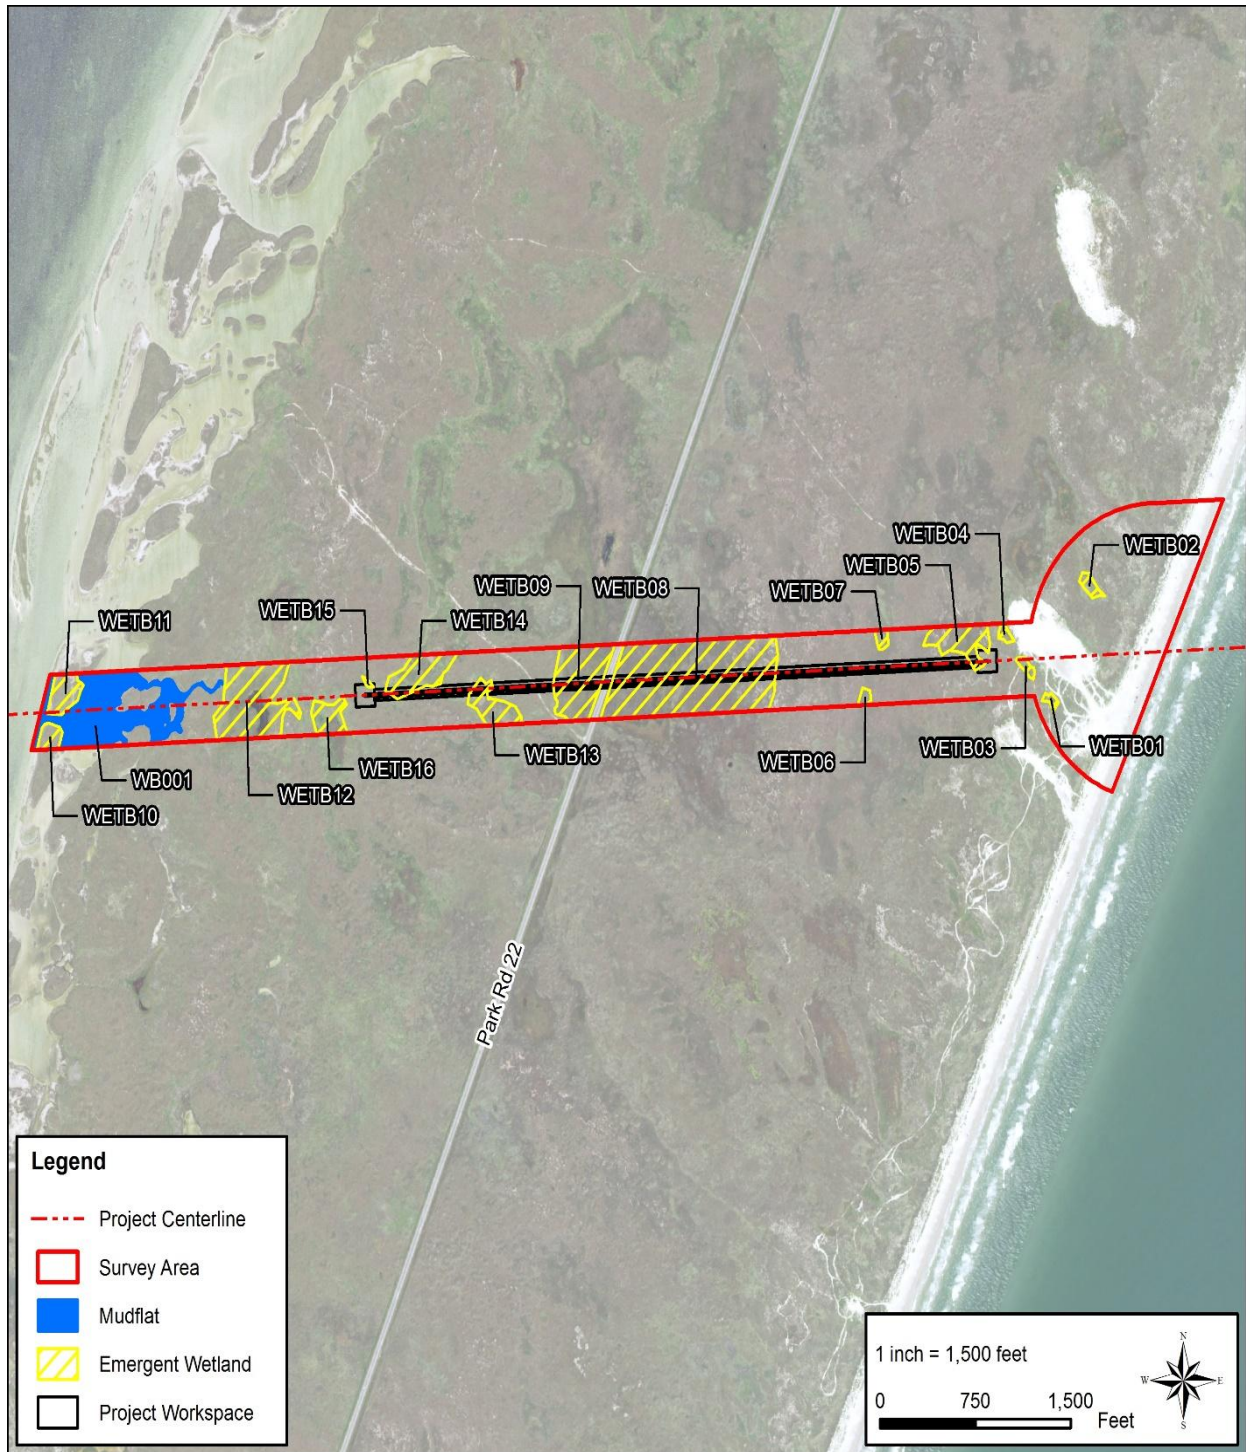 WETB04
WETB02
WETB05
WETB09
WETB08
WETB07
WETB15
WETB14
WETB11
WETB03
WETB01
WETB13
WETB06
WETB16
WB001
WETB12
WETB10
Park Rd 22
Legend
Project Centerline
Survey Area
Mudflat
Emergent Wetland
Project Workspace
1 inch = 1,500 feet
0 750 1,500
Feet
N
W E
S